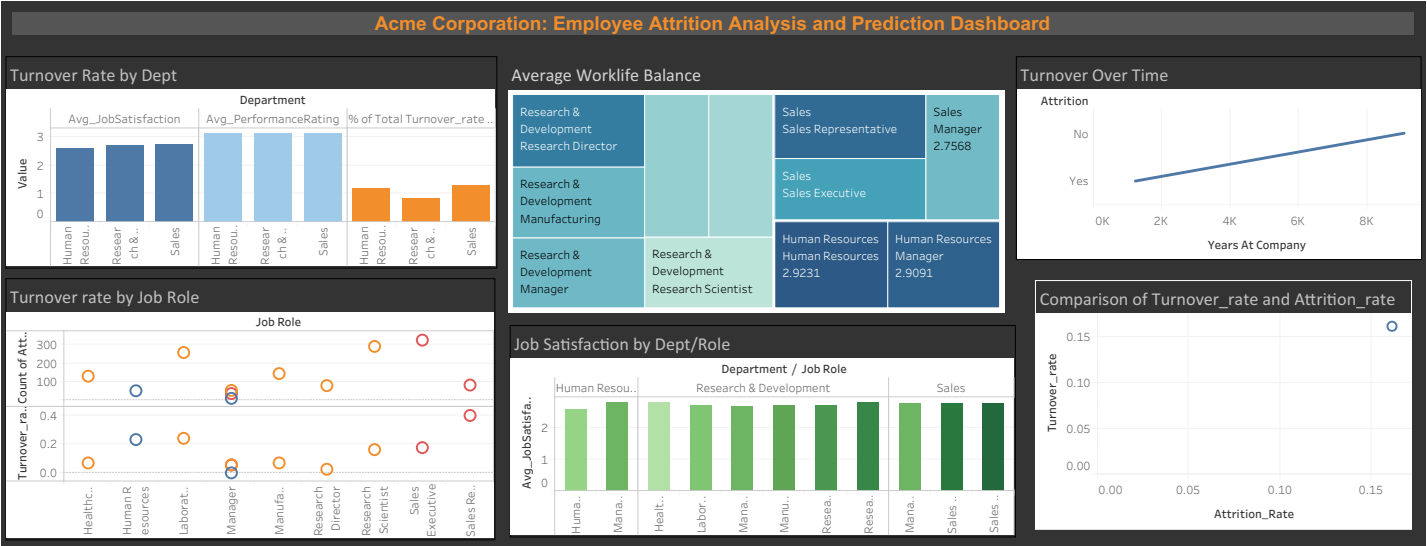 Acme Corporation: Employee Attrition Analysis and Prediction Dashboard
Turnover Rate by Dept
Department
Avg_JobSatisfaction
Avg_PerformanceRating
% of Total Turnover_rate ..
Value
3
2
1
0
Human
Resou..
Resear
ch & ..
Sales
Human
Resou..
Resear
ch & ..
Sales
Human
Resou..
Resear
ch & ..
Sales
Average Worklife Balance
Research &
Development
Research Director
Research &
Development
Manufacturing
Research &
Development
Manager
Research &
Development
Research Scientist
Sales
Sales Representative
Sales
Sales Executive
Sales
Manager
2.7568
Human Resources
Human Resources
2.9231
Human Resources
Manager
2.9091
Turnover Over Time
Attrition
No
Yes
0K
2K
4K
6K
8K
Years At Company
Turnover rate by Job Role
Job Role
Count of Att..
300
200
100
Turnover_ra..
0.4
0.2
0.0
Healthc..
Human R
esources
Laborat..
Manager
Manufa..
Research
Director
Research
Scientist
Sales
Executive
Sales Re..
Job Satisfaction by Dept/Role
Department / Job Role
Human Resou..
Research & Development
Sales
Avg_JobSatisfa..
2
1
0
Huma..
Mana..
Healt..
Labor..
Mana..
Manu..
Resea..
Resea..
Mana..
Sales ..
Sales ..
Comparison of Turnover_rate and Attrition_rate
Turnover_rate
0.15
0.10
0.05
0.00
0.00
0.05
0.10
0.15
Attrition_Rate